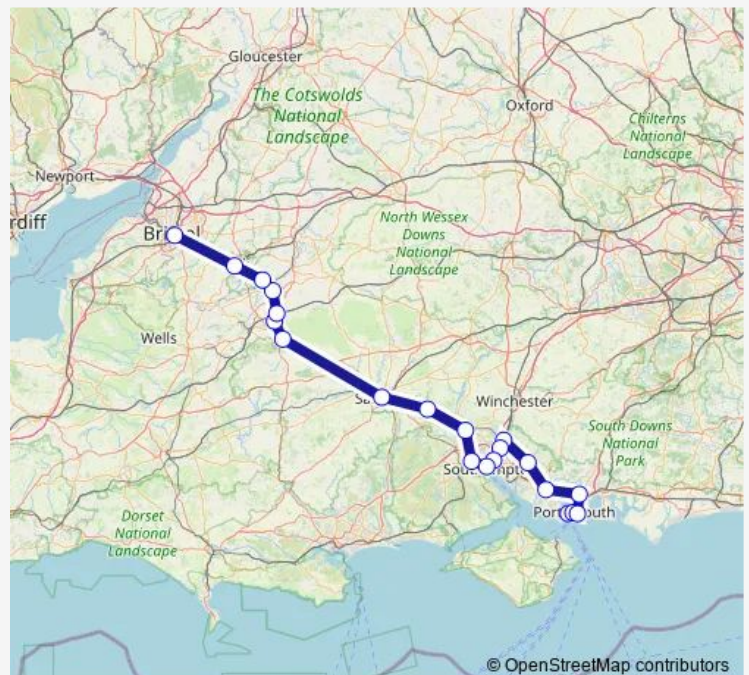 Gloucester
The Cotswolds
National
Landscape
Oxford
Chilterns
National
Landscape
Newport
rdiff
North Wessex
Downs
National
Landscape
Wells
Winchester
South Downs
National
Park
Dorset
National
Landscape
© OpenStreetMap contributors